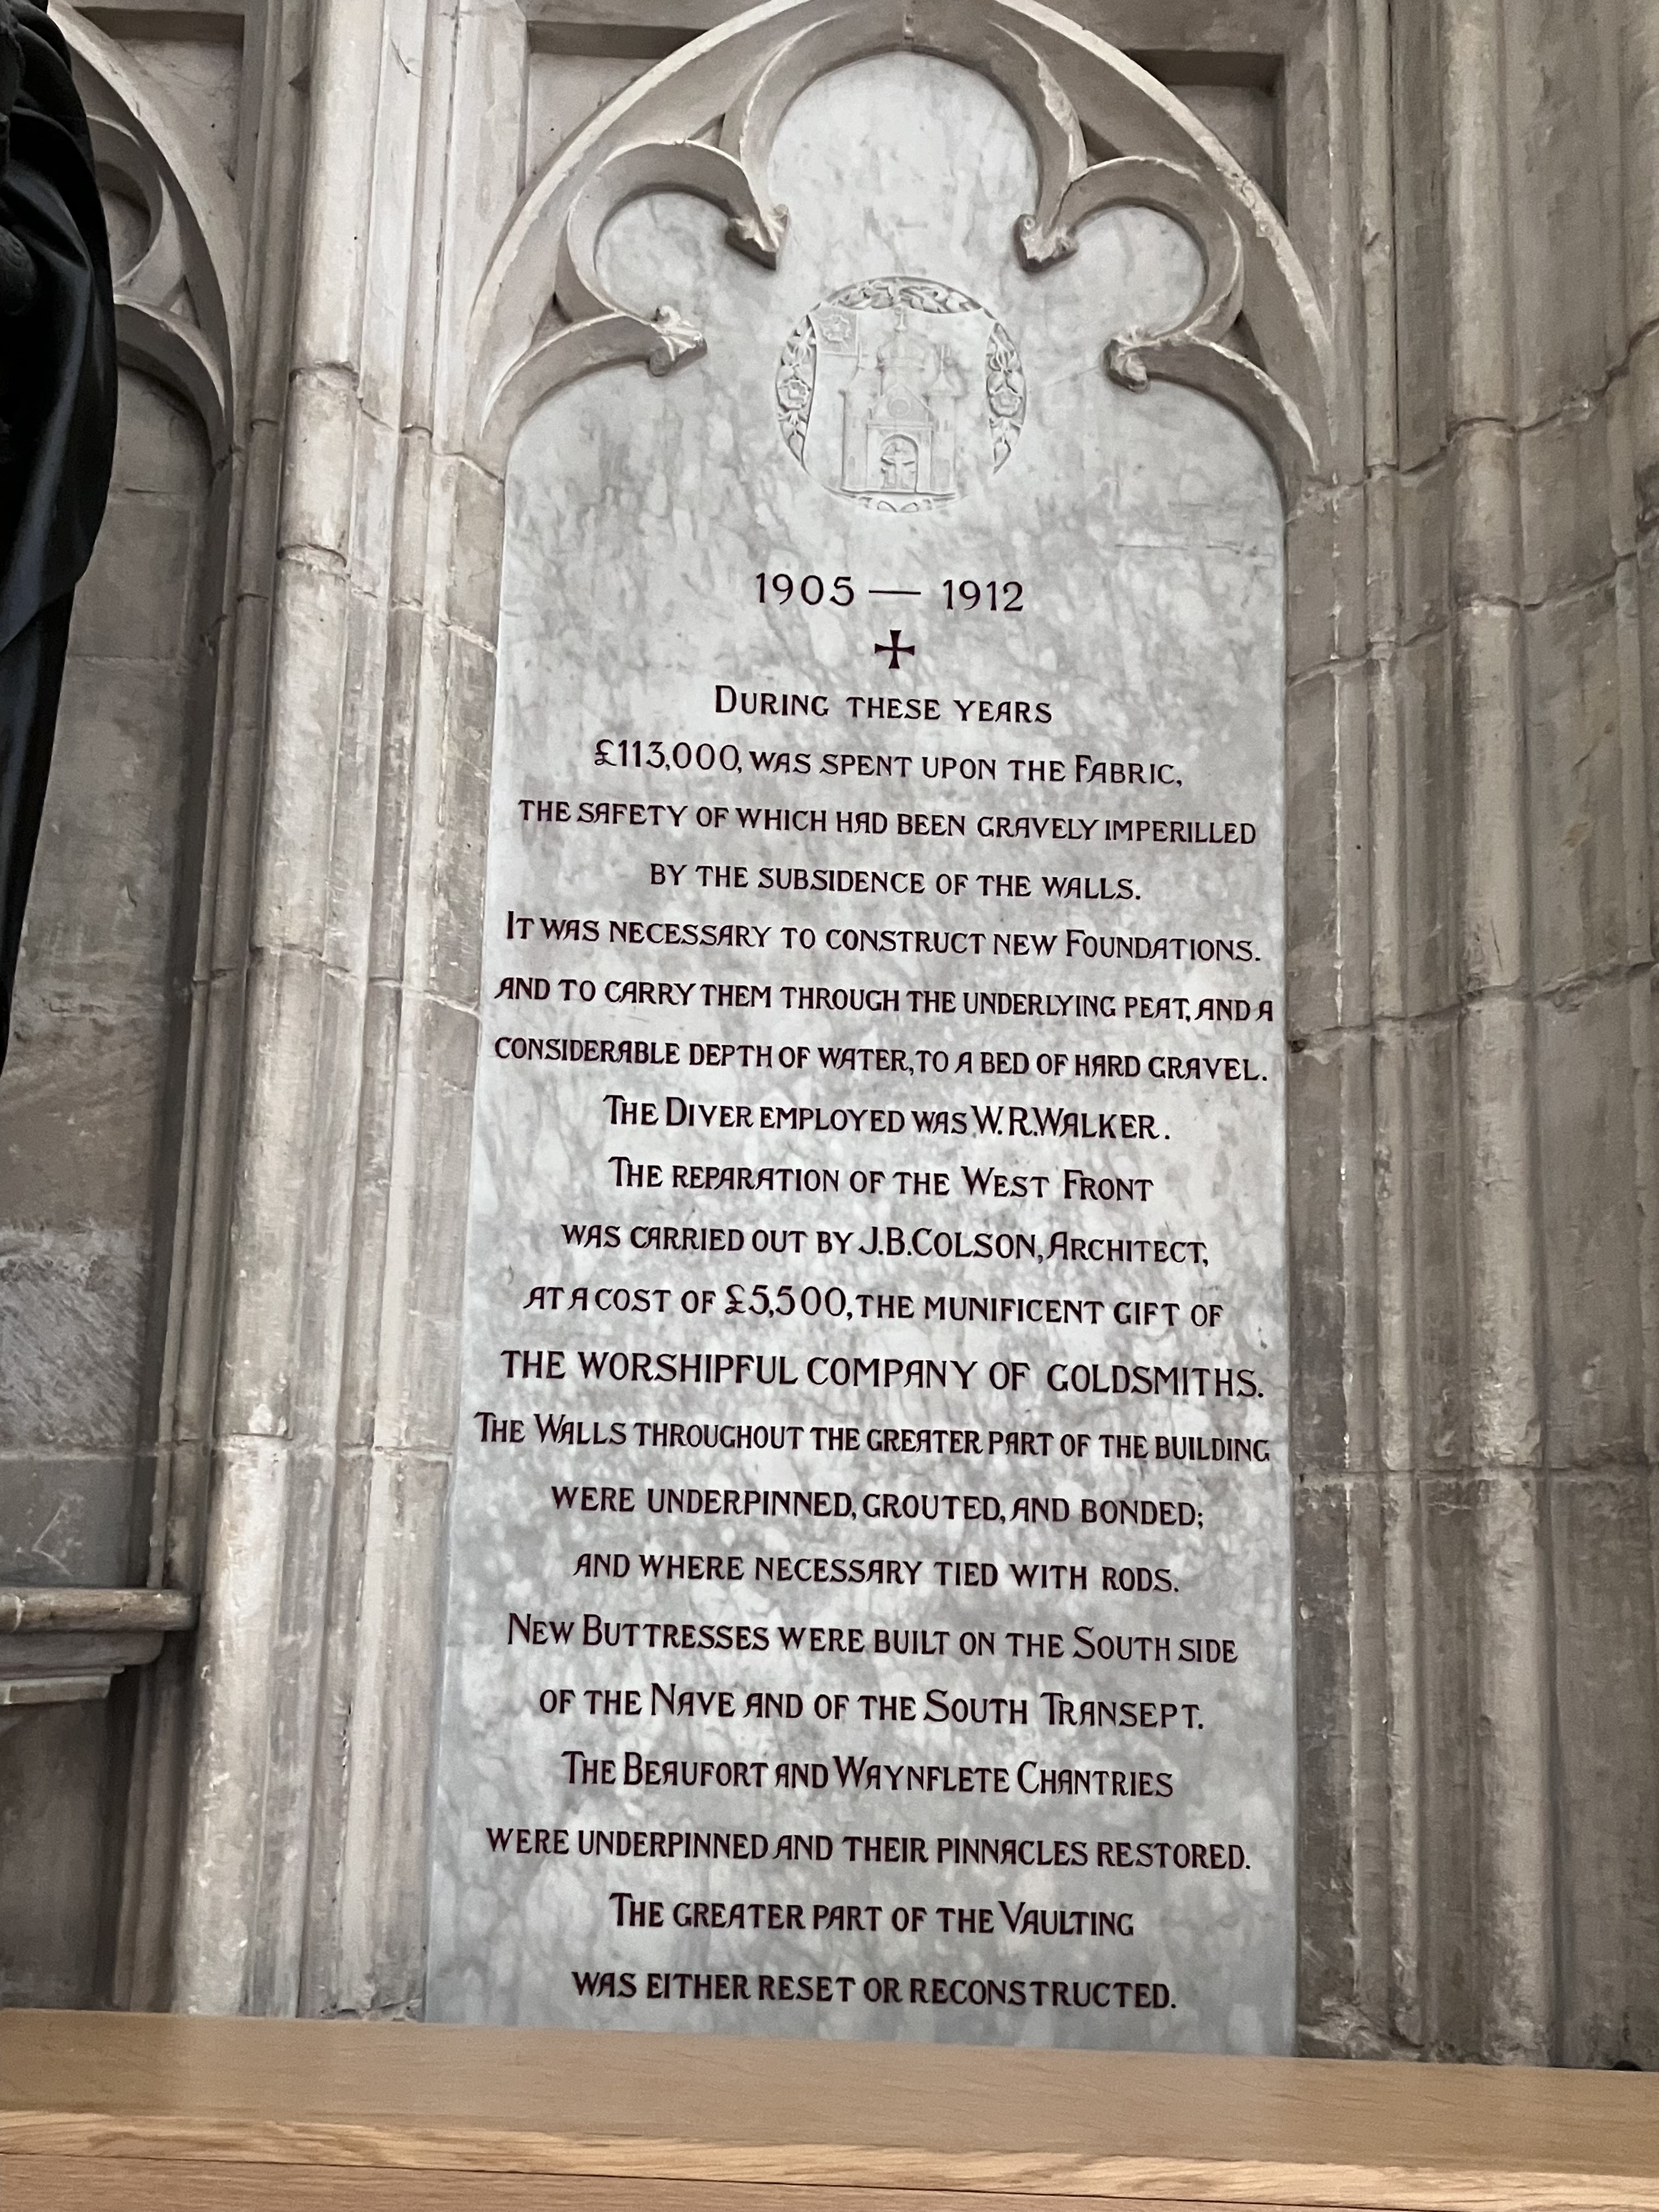 1905 — 1912
DURING THESE YEARS
£113,000, WAS SPENT UPON THE FABRIC,
THE SAFETY OF WHICH HAD BEEN GRAVELY IMPERILLED
BY THE SUBSIDENCE OF THE WALLS.
IT WAS NECESSARY TO CONSTRUCT NEW FOUNDATIONS.
AND TO CARRY THEM THROUGH THE UNDERLYING PEAT, AND A
CONSIDERABLE DEPTH OF WATER, TO A BED OF HARD GRAVEL.
THE DIVER EMPLOYED WAS W.R.WALKER.
THE REPARATION OF THE WEST FRONT
WAS CARRIED OUT BY J.B.COLSON, ARCHITECT,
AT A COST OF £5,500, THE MUNIFICENT GIFT OF
THE WORSHIPFUL COMPANY OF GOLDSMITHS.
THE WALLS THROUGHOUT THE GREATER PART OF THE BUILDING
WERE UNDERPINNED, GROUTED, AND BONDED;
AND WHERE NECESSARY TIED WITH RODS.
NEW BUTTRESSES WERE BUILT ON THE SOUTH SIDE
OF THE NAVE AND OF THE SOUTH TRANSEPT.
THE BEAUFORT AND WAYNFLETE CHANTRIES
WERE UNDERPINNED AND THEIR PINNACLES RESTORED.
THE GREATER PART OF THE VAULTING
WAS EITHER RESET OR RECONSTRUCTED.